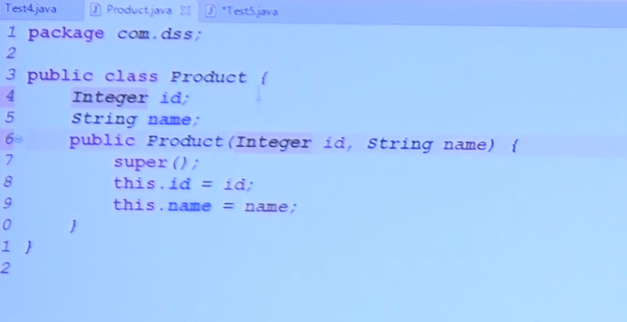 Test4.java Product.java *Test5.java
1 package com.dss;
2
3 public class Product {
4 Integer id;
5 String name;
6 public Product(Integer id, String name) {
7 super();
8 this.id = id;
9 this.name = name;
0 }
1 }
2